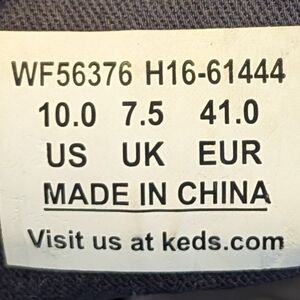 WF56376 H16-61444
10.0 7.5 41.0
US UK EUR
MADE IN CHINA
Visit us at keds.com